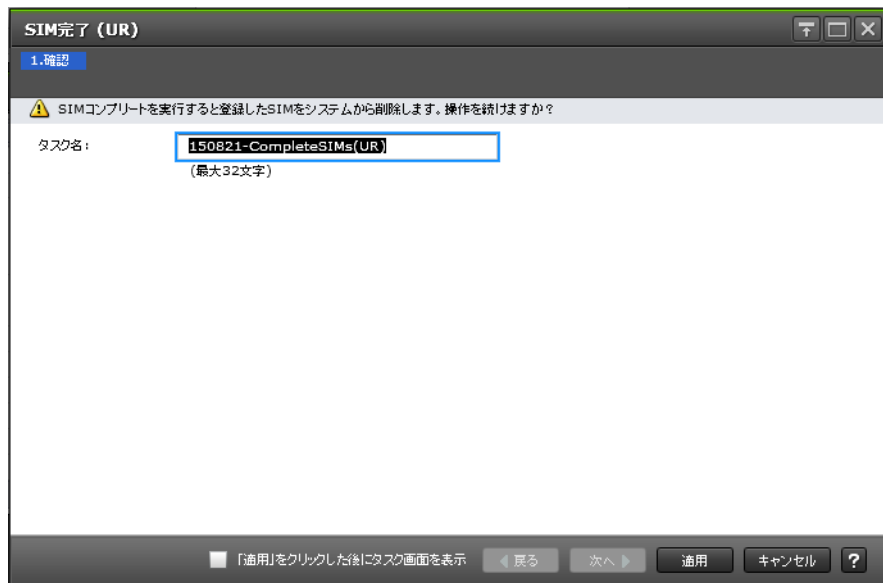 SIM完了 (UR)
1.確認
SIMコンプリートを実行すると登録したSIMをシステムから削除します。操作を続けますか?
タスク名: 150821-CompleteSIMs(UR)
(最大32文字)
「適用」をクリックした後にタスク画面を表示 戻る 次へ 適用 キャンセル ?